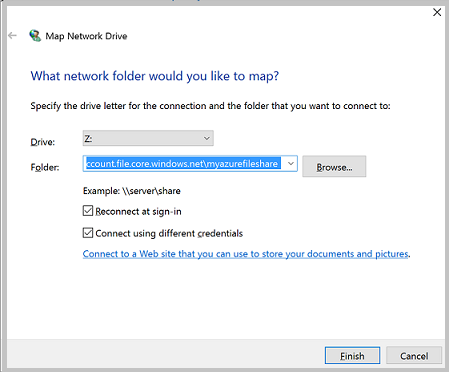 Map Network Drive
What network folder would you like to map?
Specify the drive letter for the connection and the folder that you want to connect to:
Drive: Z:
Folder: ccount.file.core.windows.net\myazurefileshare Browse...
Example: \\server\share
Reconnect at sign-in
Connect using different credentials
Connect to a Web site that you can use to store your documents and pictures.
Finish Cancel